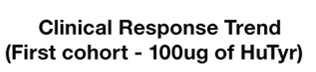 Clinical Response Trend
(First cohort - 100ug of HuTyr)